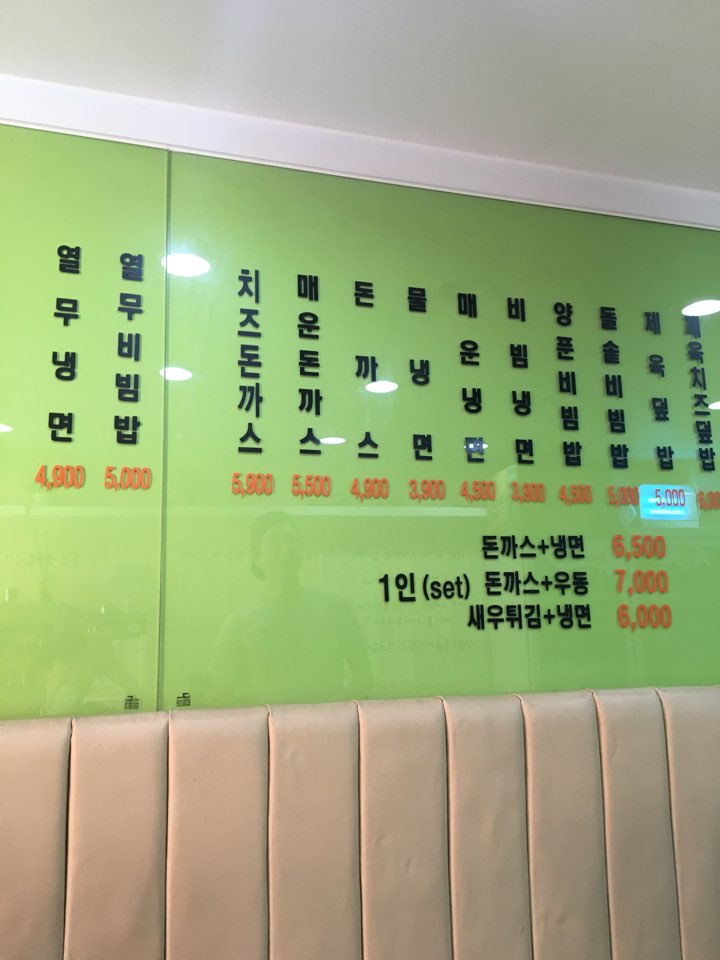 열무냉면 4,900
열무비빔밥 5,000
치즈돈까스 5,900
매운돈까스 5,500
돈까스 4,900
물냉면 3,900
매운냉면 4,500
비빔냉면 3,900
양푼비빔밥 4,500
돌솥비빔밥 5,000
제육덮밥 5,000
제육치즈덮밥
1인(set)
돈까스+냉면 6,500
돈까스+우동 7,000
새우튀김+냉면 6,000